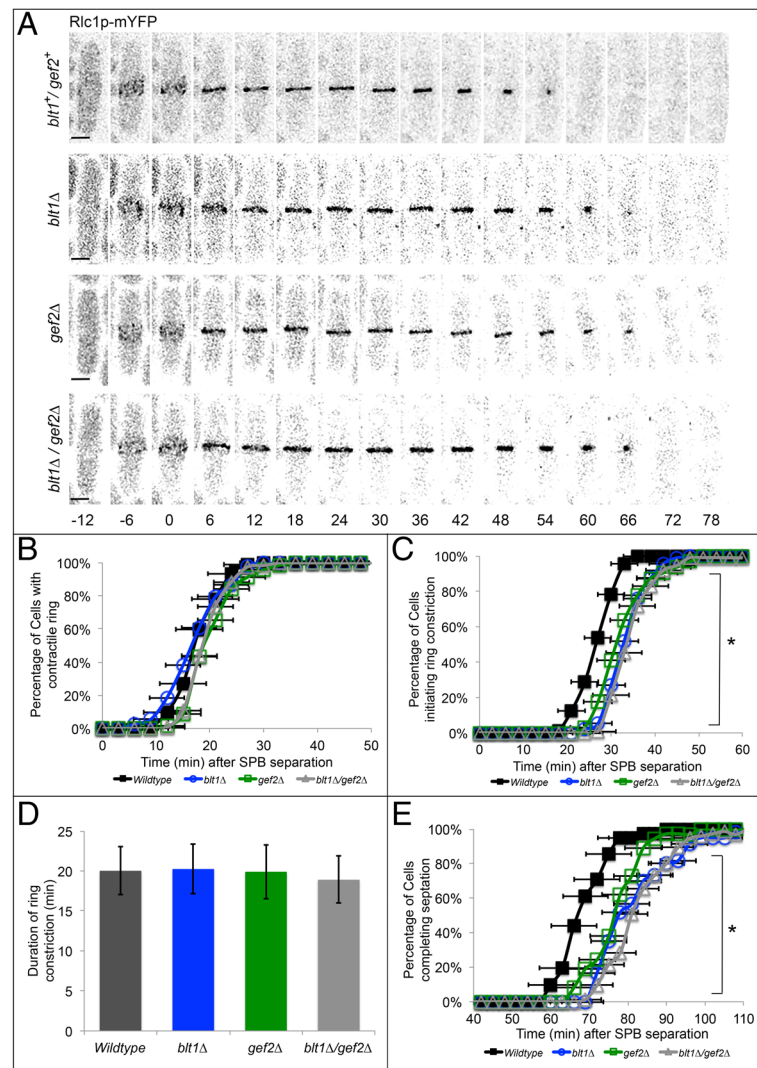 A
Rlc1p-mYFP
blt1+/ gef2+
blt1Δ
gef2Δ
blt1Δ / gef2Δ
-12 -6 0 6 12 18 24 30 36 42 48 54 60 66 72 78
B
100%
80%
60%
40%
20%
0%
Percentage of Cells with
contractile ring
0 10 20 30 40 50
Time (min) after SPB separation
Wildtype blt1Δ gef2Δ blt1Δ/gef2Δ
C
100%
80%
60%
40%
20%
0%
Percentage of Cells
initiating ring constriction
*
0 10 20 30 40 50 60
Time (min) after SPB separation
Wildtype blt1Δ gef2Δ blt1Δ/gef2Δ
D
25
20
15
10
5
0
Duration of ring
constriction (min)
Wildtype blt1Δ gef2Δ blt1Δ/gef2Δ
E
100%
80%
60%
40%
20%
0%
Percentage of Cells
completing septation
*
40 50 60 70 80 90 100 110
Time (min) after SPB separation
Wildtype blt1Δ gef2Δ blt1Δ/gef2Δ